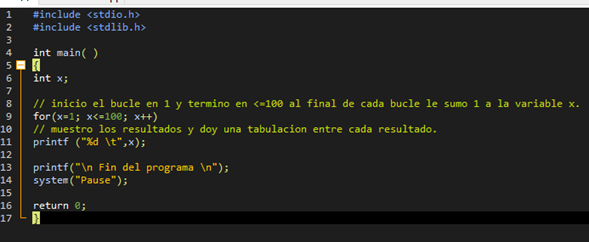 1 #include <stdio.h>
2 #include <stdlib.h>
3
4 int main( )
5 {
6 int x;
7
8 // inicio el bucle en 1 y termino en <=100 al final de cada bucle le sumo 1 a la variable x.
9 for(x=1; x<=100; x++)
10 // muestro los resultados y doy una tabulacion entre cada resultado.
11 printf ("%d \t",x);
12
13 printf("\n Fin del programa \n");
14 system("Pause");
15
16 return 0;
17 }